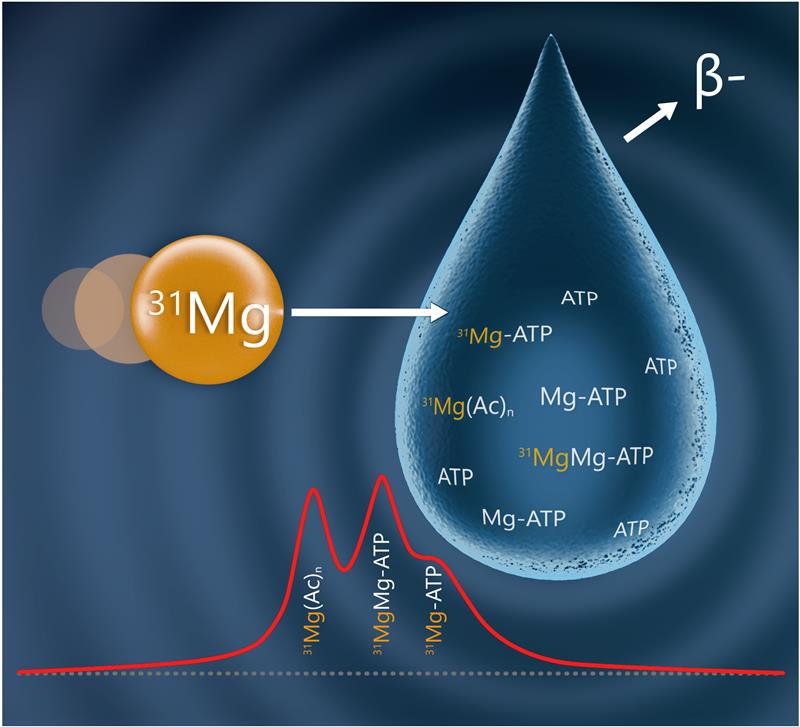 β-
³¹Mg
ATP
³¹Mg-ATP
ATP
Mg-ATP
³¹Mg(Ac)ₙ
³¹MgMg-ATP
ATP
Mg-ATP
ATP
³¹Mg(Ac)ₙ
³¹MgMg-ATP
³¹Mg-ATP